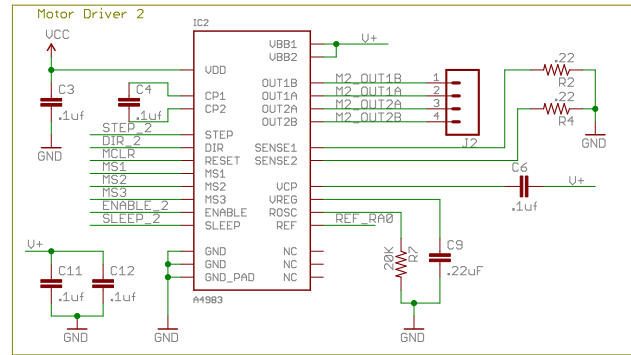 Motor Driver 2
IC2
VCC
VBB1
VBB2
V+
VDD
C3
.1uf
GND
C4
.1uf
CP1
CP2
OUT1B
OUT1A
OUT2A
OUT2B
M2_OUT1B
M2_OUT1A
M2_OUT2A
M2_OUT2B
1
2
3
4
J2
.22
R2
.22
R4
GND
STEP_2
DIR_2
MCLR
MS1
MS2
MS3
ENABLE_2
SLEEP_2
STEP
DIR
RESET
MS1
MS2
MS3
ENABLE
SLEEP
SENSE1
SENSE2
VCP
VREG
ROSC
REF
REF_RA0
C6
.1uf
V+
V+
C11
.1uf
C12
.1uf
GND
GND
GND
GND_PAD
GND
NC
NC
NC
A4983
20K
R7
C9
.22uF
GND